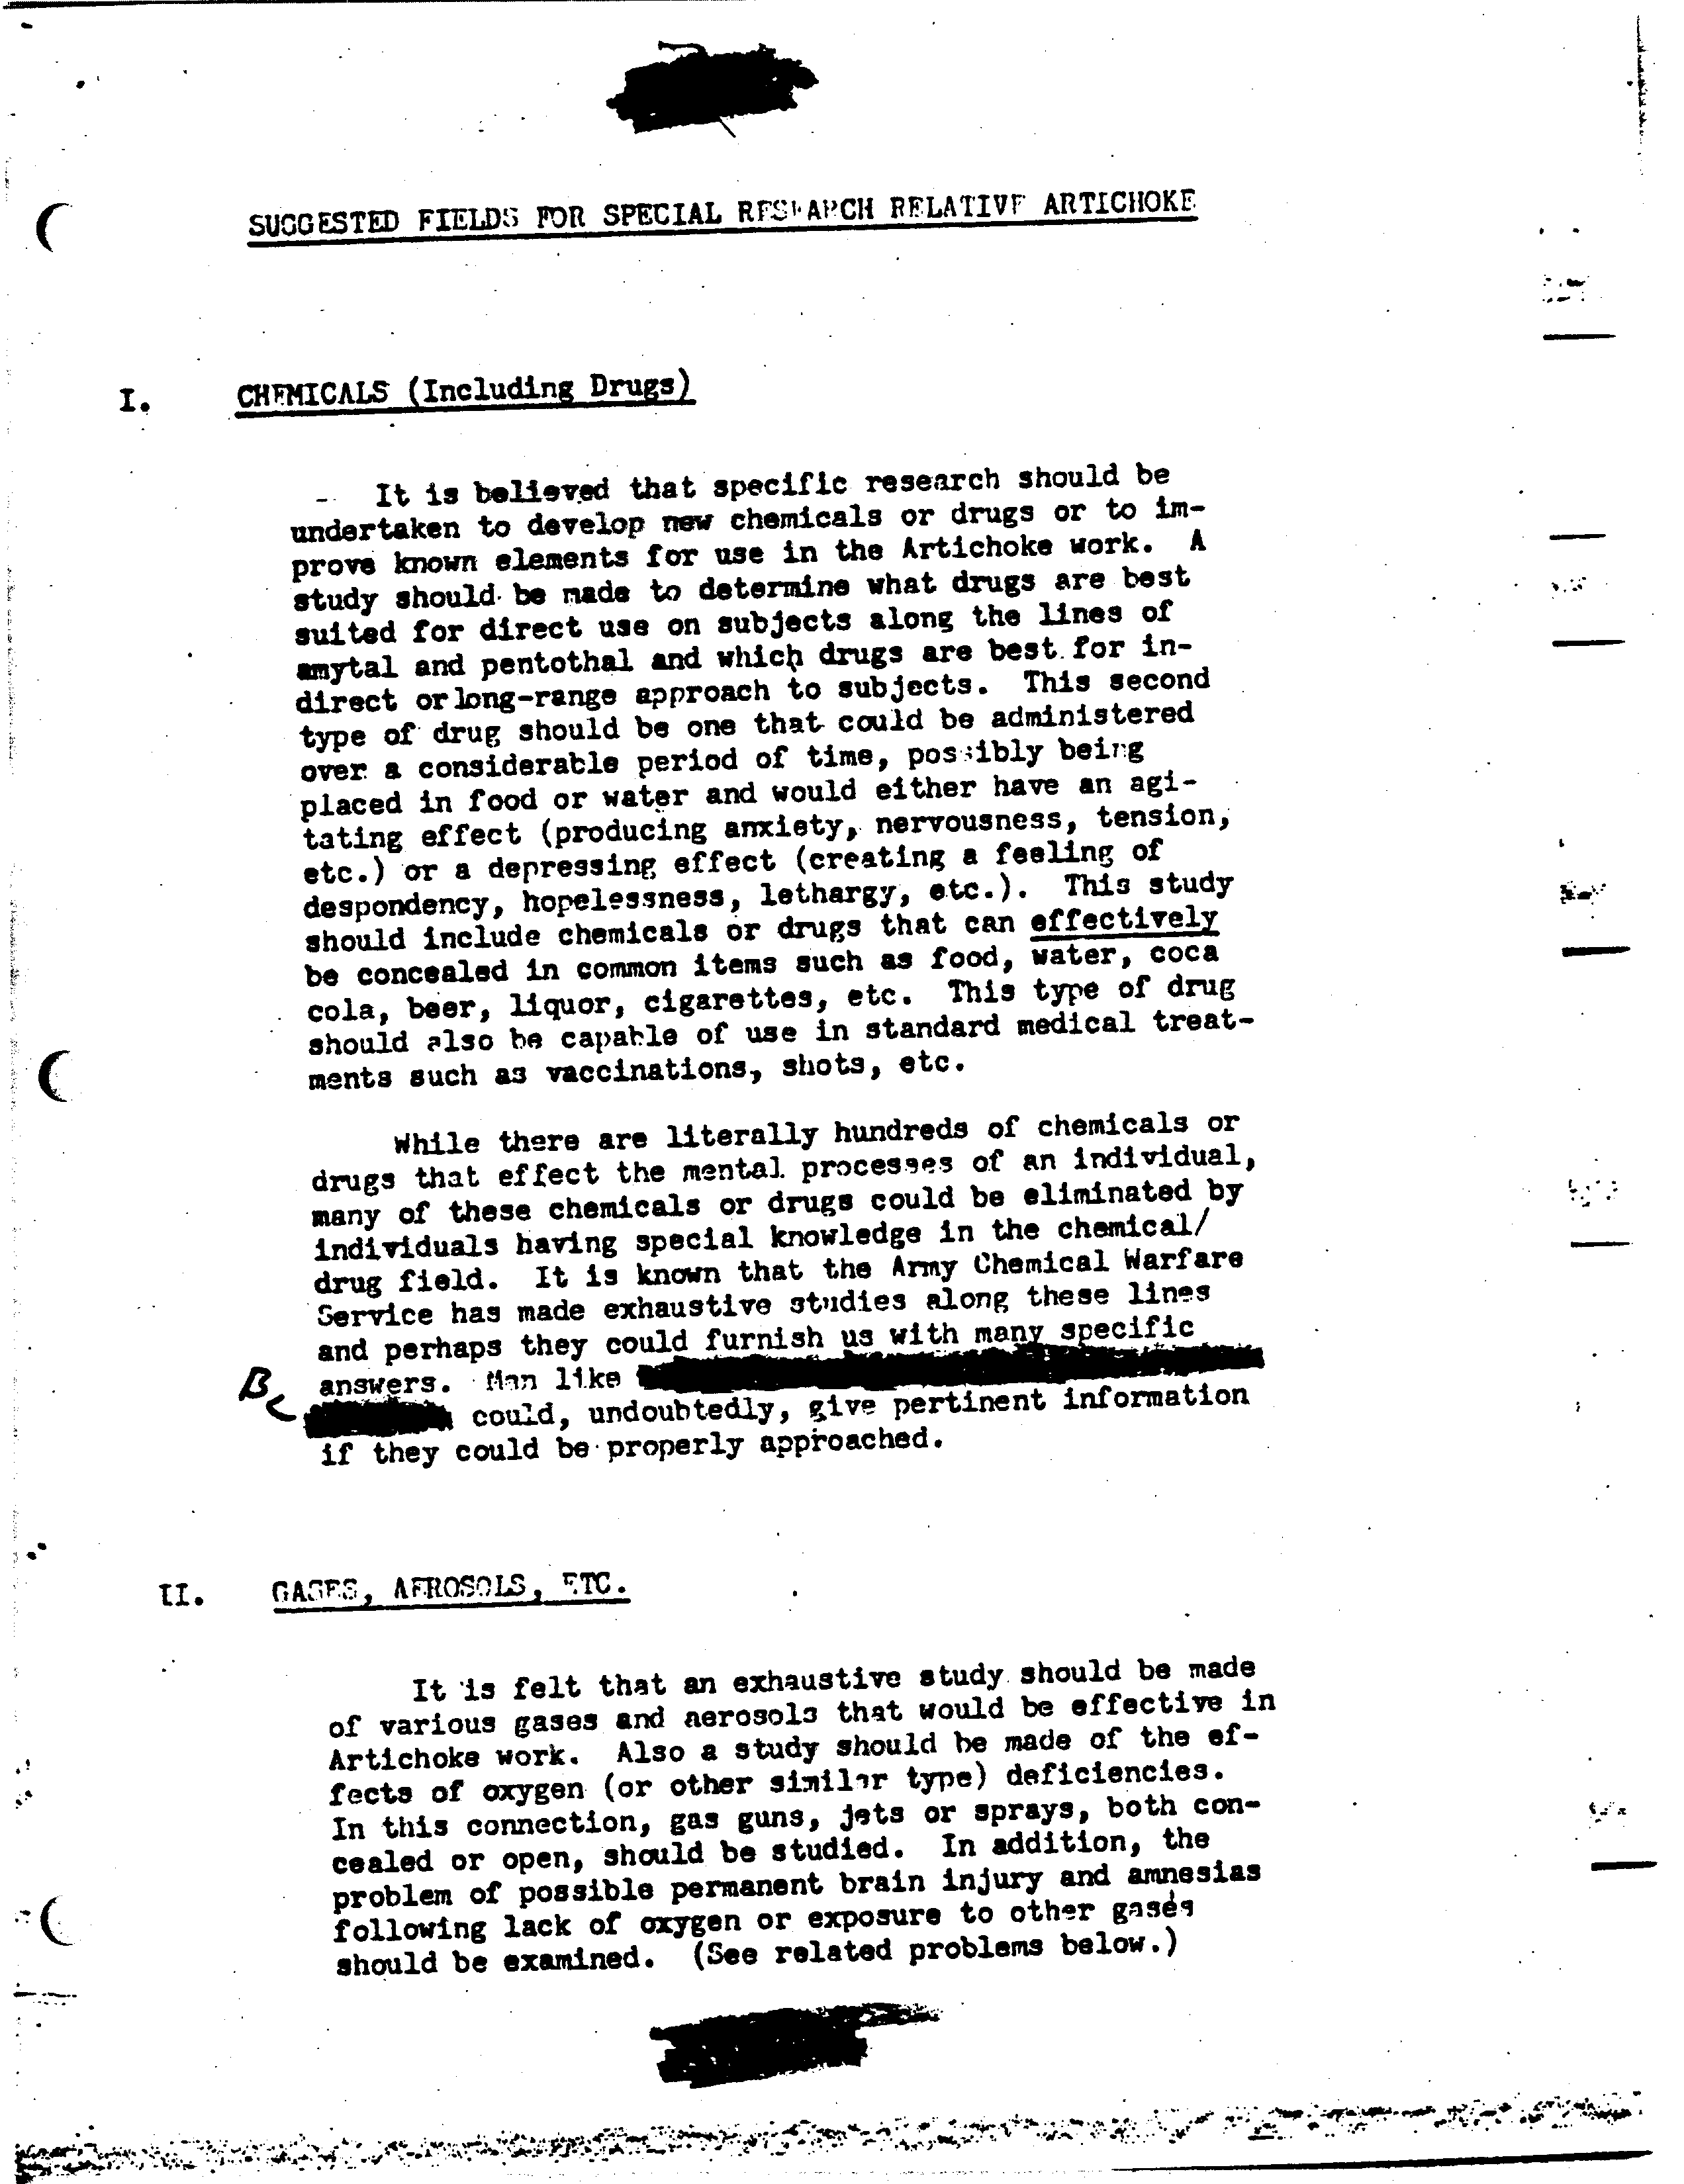 SUGGESTED FIELDS FOR SPECIAL RESEARCH RELATIVE ARTICHOKE
I. CHEMICALS (Including Drugs)
- It is believed that specific research should be
undertaken to develop new chemicals or drugs or to im-
prove known elements for use in the Artichoke work. A
study should be made to determine what drugs are best
suited for direct use on subjects along the lines of
amytal and pentothal and which drugs are best for in-
direct or long-range approach to subjects. This second
type of drug should be one that could be administered
over a considerable period of time, possibly being
placed in food or water and would either have an agi-
tating effect (producing anxiety, nervousness, tension,
etc.) or a depressing effect (creating a feeling of
despondency, hopelessness, lethargy, etc.). This study
should include chemicals or drugs that can effectively
be concealed in common items such as food, water, coca
cola, beer, liquor, cigarettes, etc. This type of drug
should also be capable of use in standard medical treat-
ments such as vaccinations, shots, etc.
While there are literally hundreds of chemicals or
drugs that effect the mental processes of an individual,
many of these chemicals or drugs could be eliminated by
individuals having special knowledge in the chemical/
drug field. It is known that the Army Chemical Warfare
Service has made exhaustive studies along these lines
and perhaps they could furnish us with many specific
answers. Man like
B
could, undoubtedly, give pertinent information
if they could be properly approached.
II. GASES, AEROSOLS, ETC.
It is felt that an exhaustive study should be made
of various gases and aerosols that would be effective in
Artichoke work. Also a study should be made of the ef-
fects of oxygen (or other similar type) deficiencies.
In this connection, gas guns, jets or sprays, both con-
cealed or open, should be studied. In addition, the
problem of possible permanent brain injury and amnesias
following lack of oxygen or exposure to other gases
should be examined. (See related problems below.)